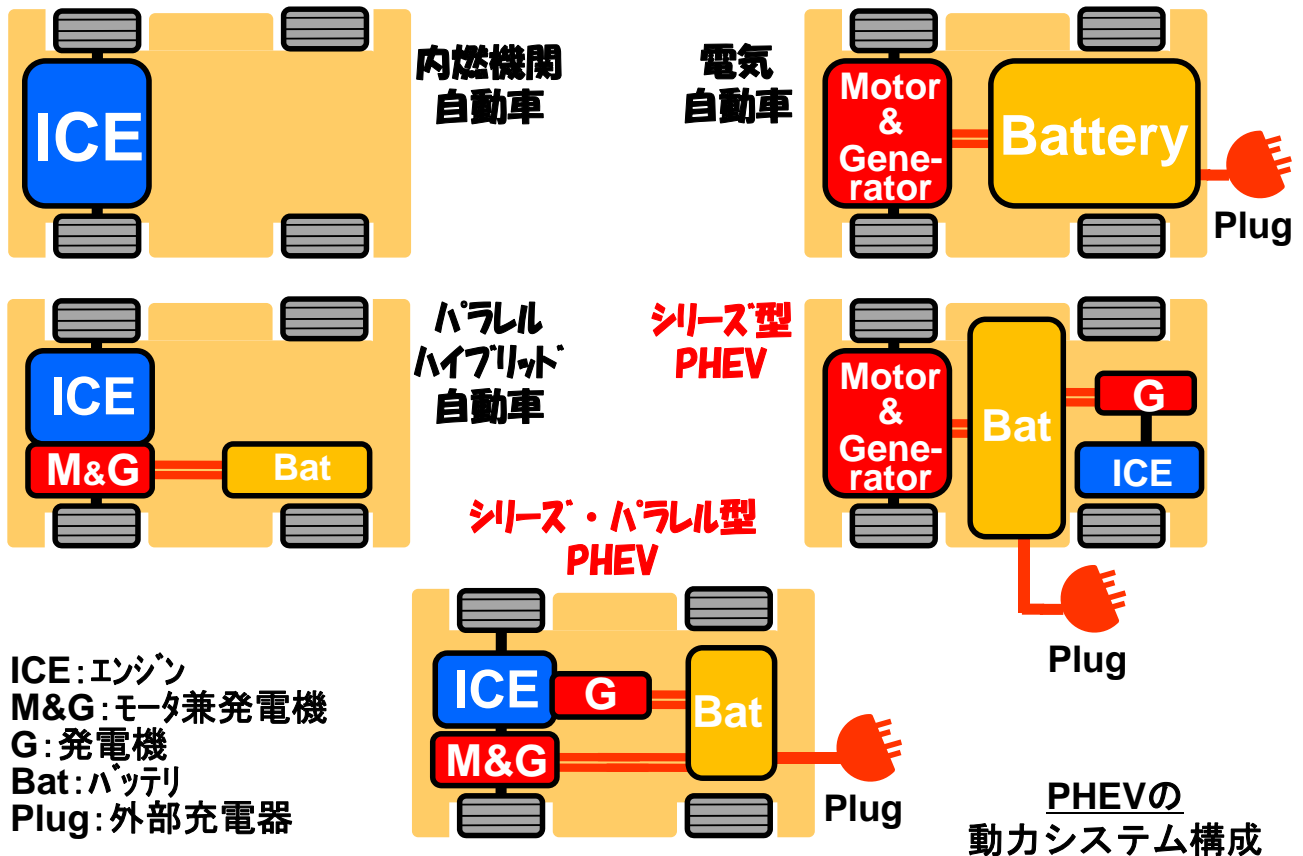 ICE
内燃機関
自動車
電気
自動車
Motor
&
Gene-
rator
Battery
Plug
ICE
M&G
Bat
パラレル
ハイブリッド
自動車
シリーズ型
PHEV
Motor
&
Gene-
rator
Bat
G
ICE
Plug
シリーズ・パラレル型
PHEV
ICE
G
M&G
Bat
Plug
ICE:エンジン
M&G:モータ兼発電機
G:発電機
Bat:バッテリ
Plug:外部充電器
PHEVの
動力システム構成